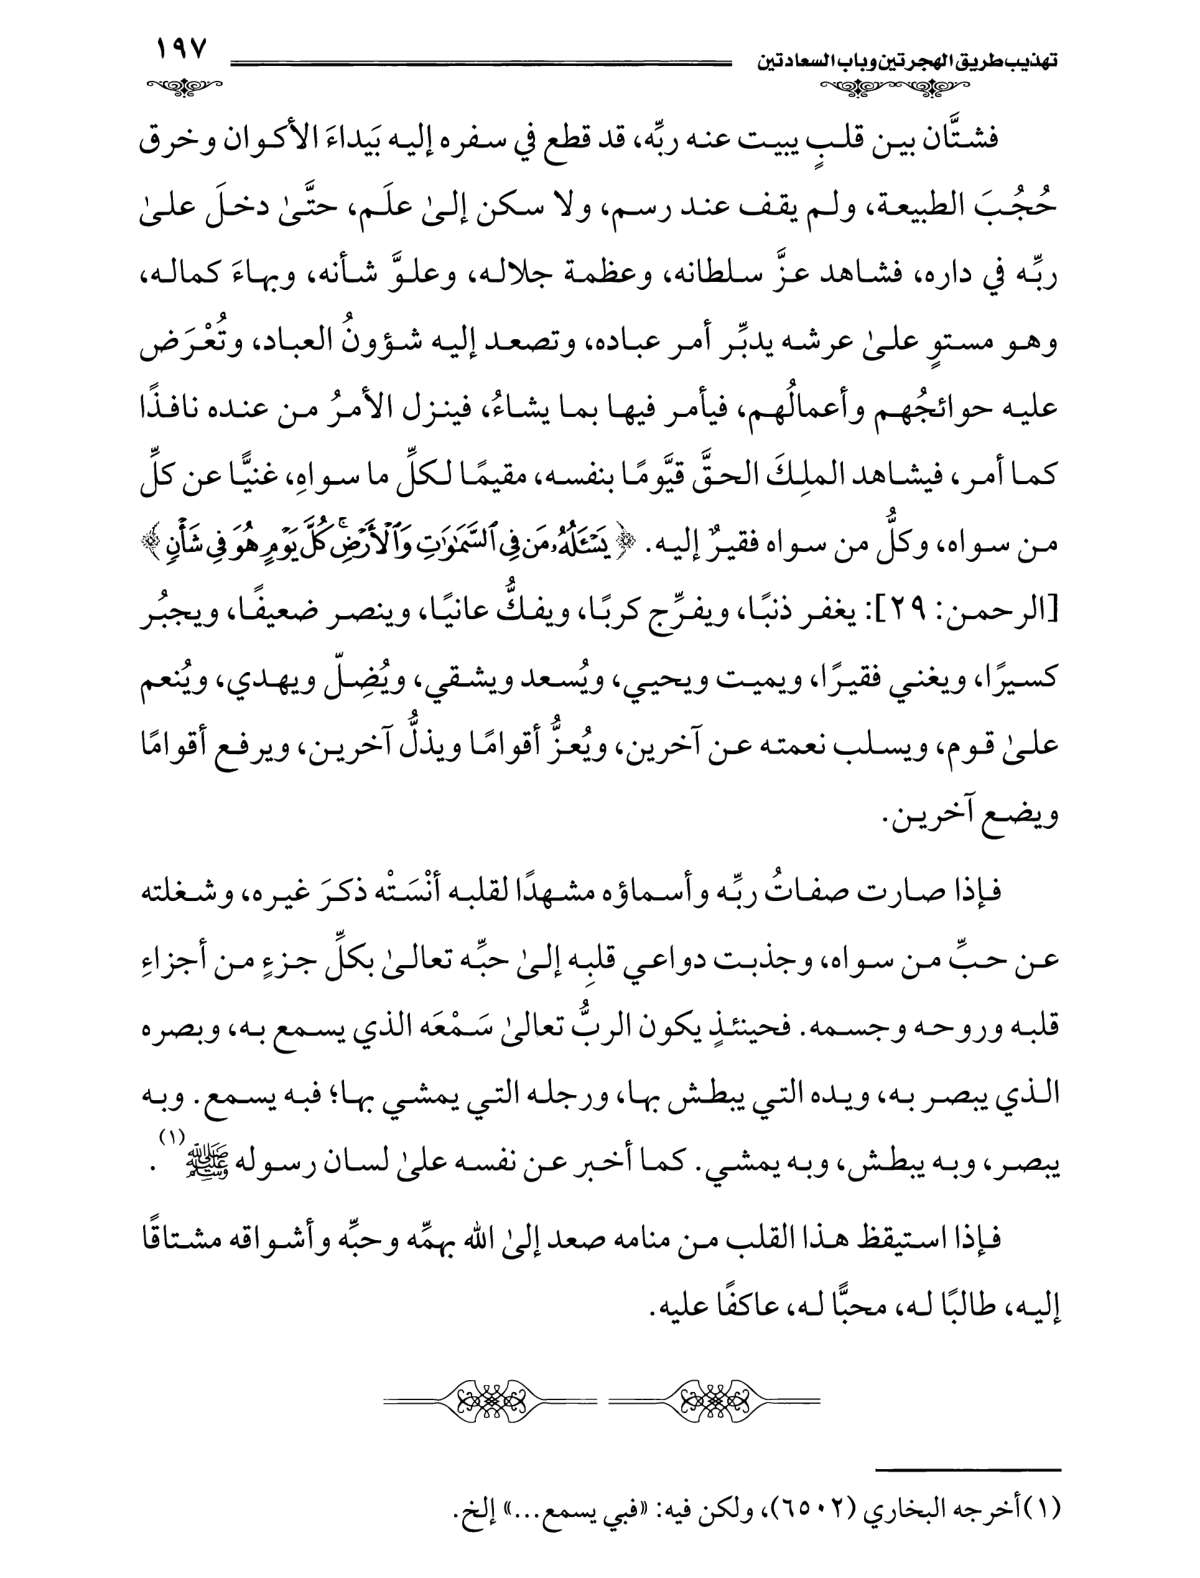 تهذيب طريق الهجرتين وباب السعادتين ١٩٧
فشتَّان بين قلبٍ يبيت عنه ربِّه، قد قطع في سفره إليه بَيداءَ الأكوان وخرق
حُجُبَ الطبيعة، ولم يقف عند رسم، ولا سكن إلىٰ علَم، حتَّىٰ دخلَ علىٰ
ربِّه في داره، فشاهد عزَّ سلطانه، وعظمة جلاله، وعلوَّ شأنه، وبهاءَ كماله،
وهو مستوٍ علىٰ عرشه يدبِّر أمر عباده، وتصعد إليه شؤونُ العباد، وتُعْرَض
عليه حوائجُهم وأعمالُهم، فيأمر فيها بما يشاءُ، فينزل الأمرُ من عنده نافذًا
كما أمر، فيشاهد الملِكَ الحقَّ قيَّومًا بنفسه، مقيمًا لكلِّ ما سواهِ، غنيًّا عن كلِّ
من سواه، وكلُّ من سواه فقيرٌ إليه. ﴿يَسْـَٔلُهُۥ مَن فِي ٱلسَّمَٰوَٰتِ وَٱلْأَرْضِۚ كُلَّ يَوْمٍ هُوَ فِي شَأْنٍ﴾
[الرحمن: ٢٩]: يغفر ذنبًا، ويفرِّج كربًا، ويفكُّ عانيًا، وينصر ضعيفًا، ويجبُر
كسيرًا، ويغني فقيرًا، ويميت ويحيي، ويُسعد ويشقي، ويُضِلّ ويهدي، ويُنعم
علىٰ قوم، ويسلب نعمته عن آخرين، ويُعزُّ أقوامًا ويذلُّ آخرين، ويرفع أقوامًا
ويضع آخرين.
فإذا صارت صفاتُ ربِّه وأسماؤه مشهدًا لقلبه أنْسَتْه ذكرَ غيره، وشغلته
عن حبِّ من سواه، وجذبت دواعي قلبِه إلىٰ حبِّه تعالىٰ بكلِّ جزءٍ من أجزاءِ
قلبه وروحه وجسمه. فحينئذٍ يكون الربُّ تعالىٰ سَمْعَه الذي يسمع به، وبصره
الذي يبصر به، ويده التي يبطش بها، ورجله التي يمشي بها؛ فبه يسمع. وبه
يبصر، وبه يبطش، وبه يمشي. كما أخبر عن نفسه علىٰ لسان رسوله ﷺ(١).
فإذا استيقظ هذا القلب من منامه صعد إلىٰ الله بهمِّه وحبِّه وأشواقه مشتاقًا
إليه، طالبًا له، محبًّا له، عاكفًا عليه.
(١) أخرجه البخاري (٦٥٠٢)، ولكن فيه: «فبي يسمع...» إلخ.